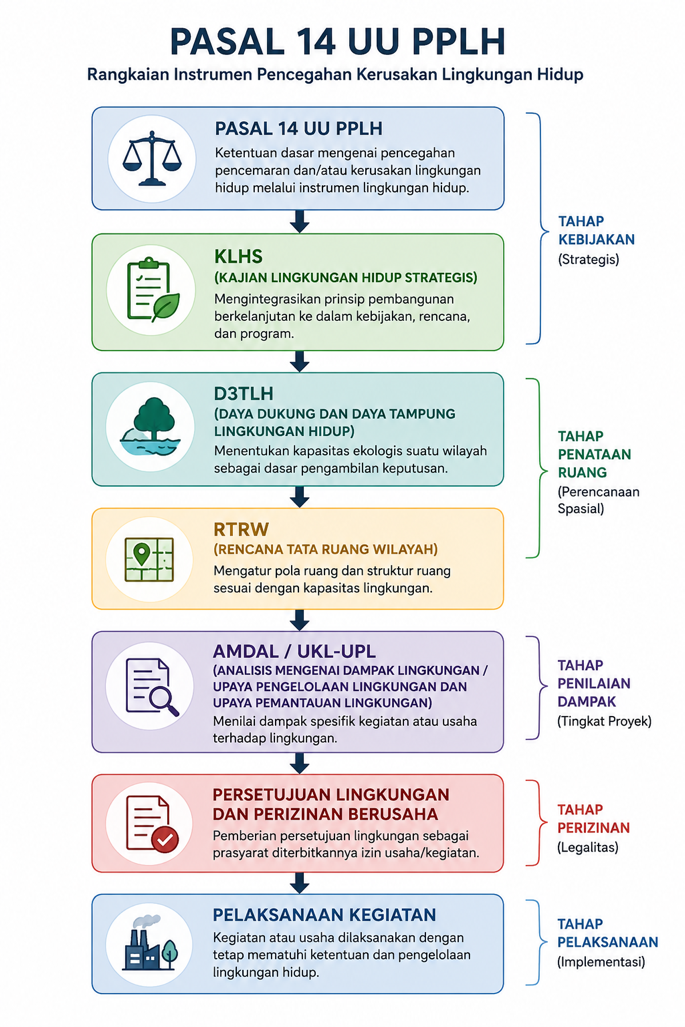 PASAL 14 UU PPLH
Rangkaian Instrumen Pencegahan Kerusakan Lingkungan Hidup
PASAL 14 UU PPLH
Ketentuan dasar mengenai pencegahan
pencemaran dan/atau kerusakan lingkungan
hidup melalui instrumen lingkungan hidup.
KLHS
(KAJIAN LINGKUNGAN HIDUP STRATEGIS)
Mengintegrasikan prinsip pembangunan
berkelanjutan ke dalam kebijakan, rencana,
dan program.
TAHAP
KEBIJAKAN
(Strategis)
D3TLH
(DAYA DUKUNG DAN DAYA TAMPUNG
LINGKUNGAN HIDUP)
Menentukan kapasitas ekologis suatu wilayah
sebagai dasar pengambilan keputusan.
RTRW
(RENCANA TATA RUANG WILAYAH)
Mengatur pola ruang dan struktur ruang
sesuai dengan kapasitas lingkungan.
TAHAP
PENATAAN
RUANG
(Perencanaan
Spasial)
AMDAL / UKL-UPL
(ANALISIS MENGENAI DAMPAK LINGKUNGAN /
UPAYA PENGELOLAAN LINGKUNGAN DAN
UPAYA PEMANTAUAN LINGKUNGAN)
Menilai dampak spesifik kegiatan atau usaha
terhadap lingkungan.
TAHAP
PENILAIAN
DAMPAK
(Tingkat Proyek)
PERSETUJUAN LINGKUNGAN
DAN PERIZINAN BERUSAHA
Pemberian persetujuan lingkungan sebagai
prasyarat diterbitkannya izin usaha/kegiatan.
TAHAP
PERIZINAN
(Legalitas)
PELAKSANAAN KEGIATAN
Kegiatan atau usaha dilaksanakan dengan
tetap mematuhi ketentuan dan pengelolaan
lingkungan hidup.
TAHAP
PELAKSANAAN
(Implementasi)